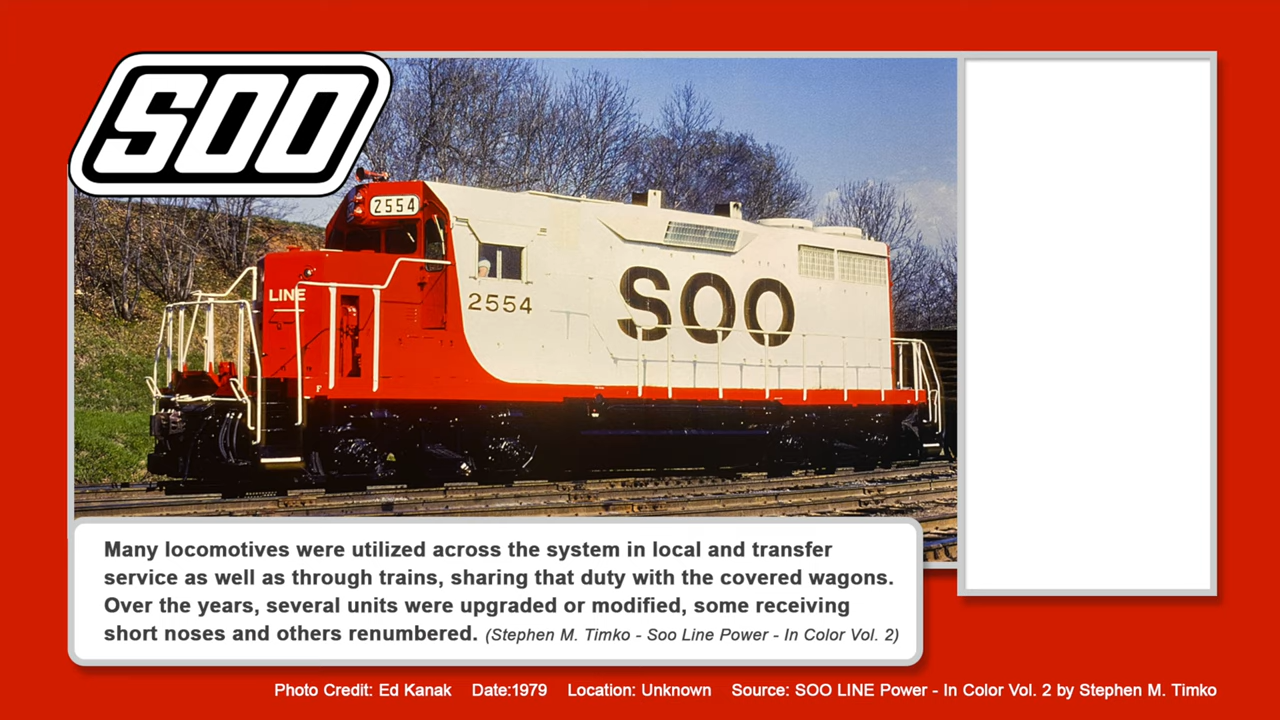 SOO
2554
LINE
2554
SOO
Many locomotives were utilized across the system in local and transfer
service as well as through trains, sharing that duty with the covered wagons.
Over the years, several units were upgraded or modified, some receiving
short noses and others renumbered. (Stephen M. Timko - Soo Line Power - In Color Vol. 2)
Photo Credit: Ed Kanak Date:1979 Location: Unknown Source: SOO LINE Power - In Color Vol. 2 by Stephen M. Timko